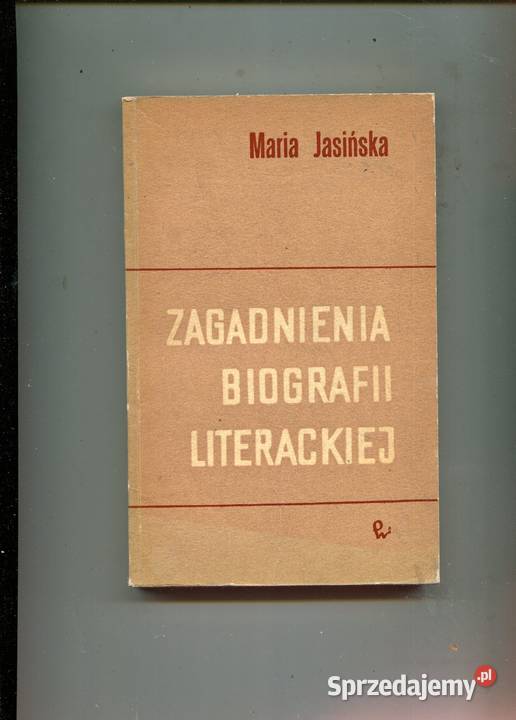 Maria Jasińska
ZAGADNIENIA
BIOGRAFII
LITERACKIEJ
Sprzedajemy.pl